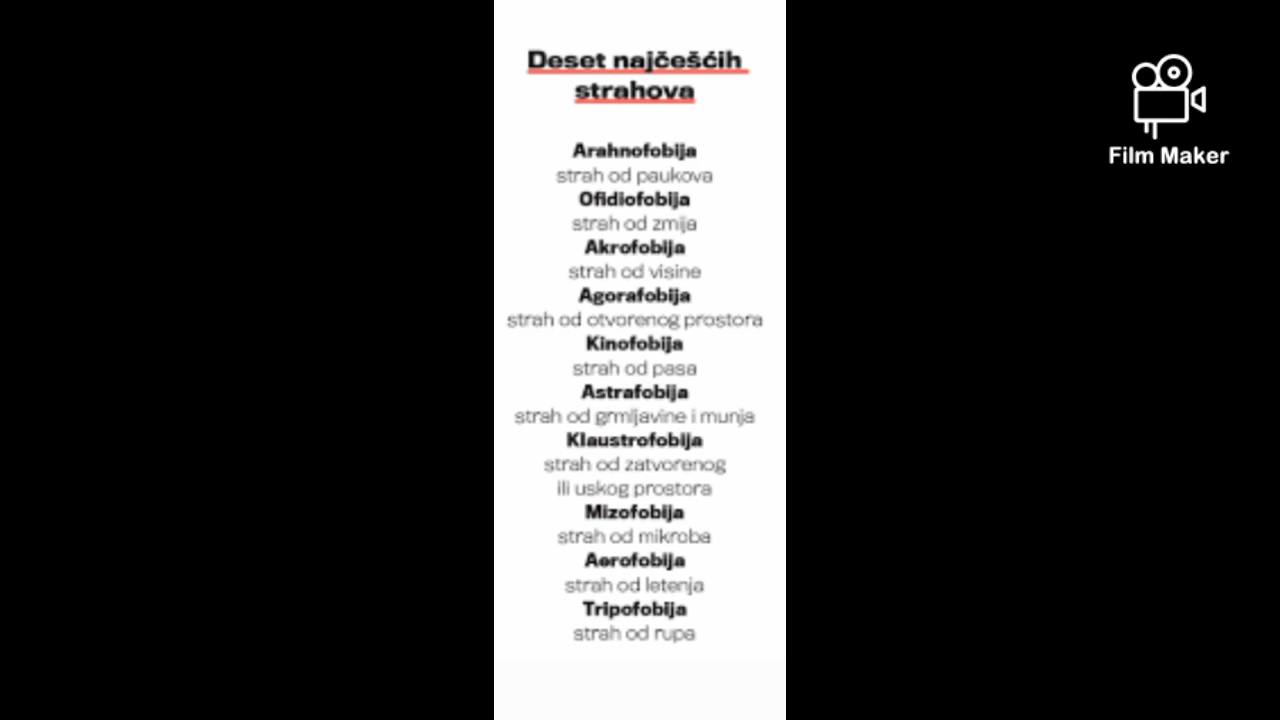 Deset najčešćih
strahova
Arahnofobija
strah od paukova
Ofidiofobija
strah od zmija
Akrofobija
strah od visine
Agorafobija
strah od otvorenog prostora
Kinofobija
strah od pasa
Astrafobija
strah od grmljavine i munja
Klaustrofobija
strah od zatvorenog
ili uskog prostora
Mizofobija
strah od mikroba
Aerofobija
strah od letenja
Tripofobija
strah od rupa
Film Maker